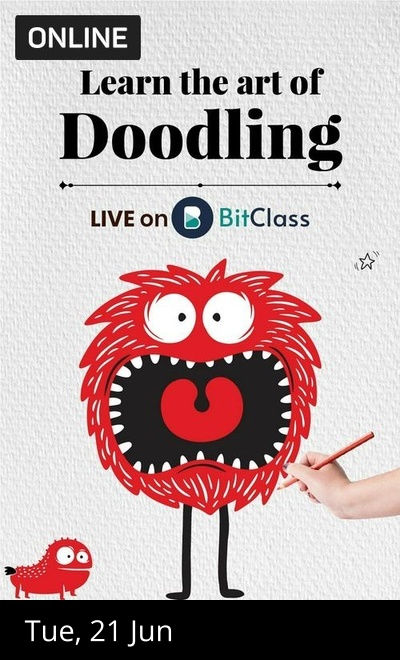 ONLINE
Learn the art of
Doodling
LIVE on BitClass
Tue, 21 Jun